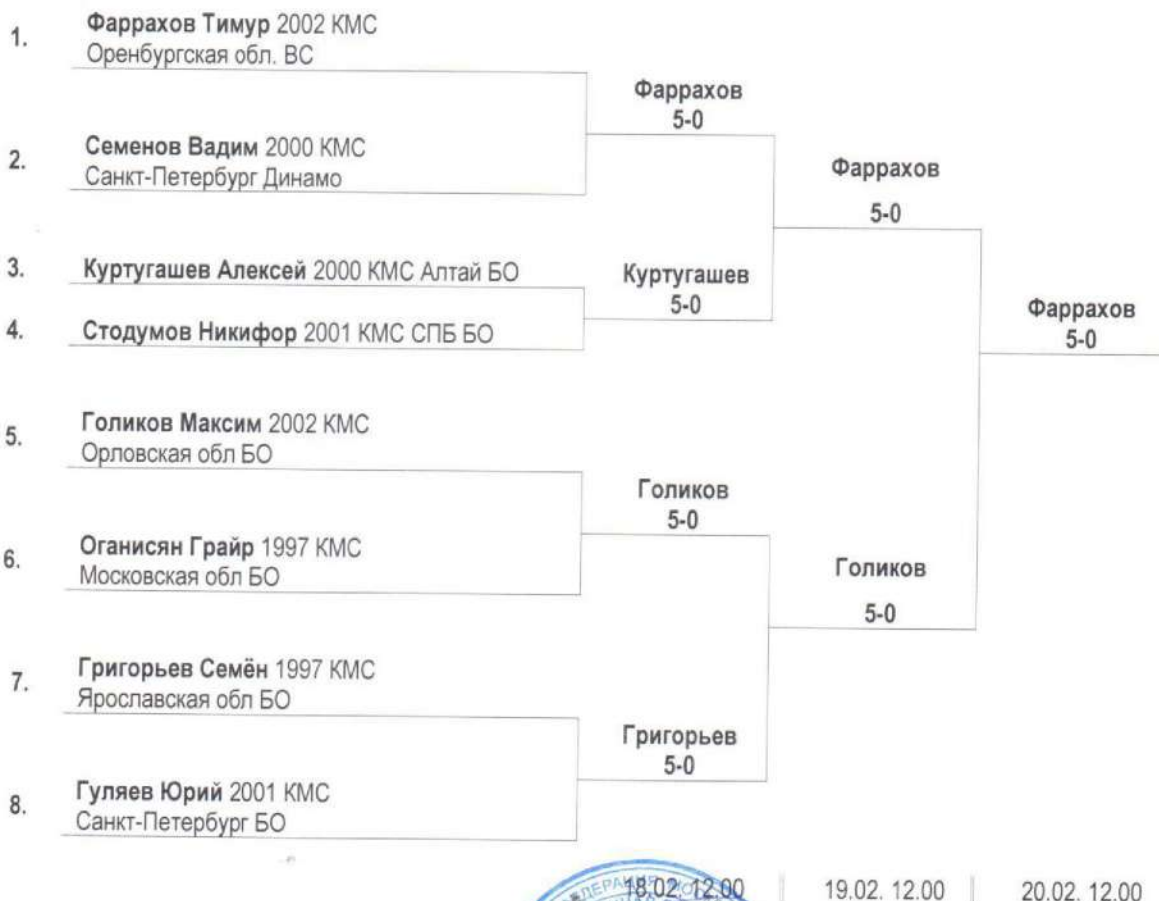 1.
Фаррахов Тимур 2002 КМС
Оренбургская обл. ВС
Фаррахов
5-0
2.
Семенов Вадим 2000 КМС
Санкт-Петербург Динамо
Фаррахов
5-0
3.
Куртугашев Алексей 2000 КМС Алтай БО
Куртугашев
5-0
4.
Стодумов Никифор 2001 КМС СПБ БО
Фаррахов
5-0
5.
Голиков Максим 2002 КМС
Орловская обл БО
Голиков
5-0
6.
Оганисян Грайр 1997 КМС
Московская обл БО
Голиков
5-0
7.
Григорьев Семён 1997 КМС
Ярославская обл БО
Григорьев
5-0
8.
Гуляев Юрий 2001 КМС
Санкт-Петербург БО
18.02. 12.00
19.02. 12.00
20.02. 12.00